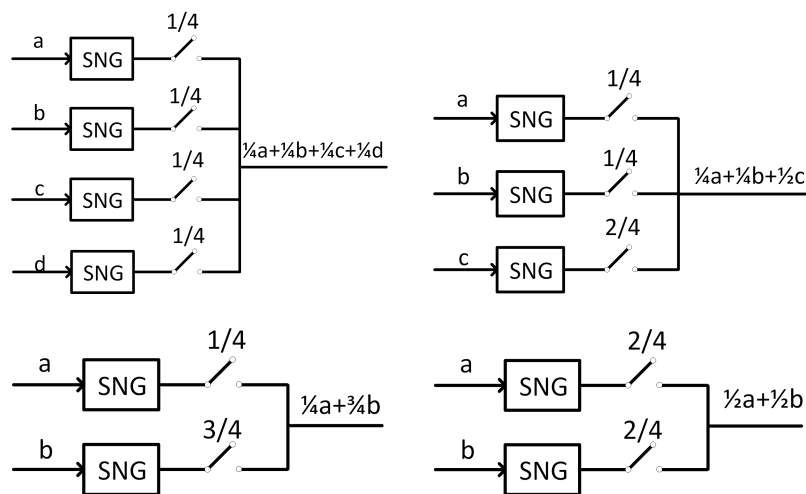 a
SNG
1/4
b
SNG
1/4
c
SNG
1/4
d
SNG
1/4
¼a+¼b+¼c+¼d
a
SNG
1/4
b
SNG
1/4
c
SNG
2/4
¼a+¼b+½c
a
SNG
1/4
b
SNG
3/4
¼a+¾b
a
SNG
2/4
b
SNG
2/4
½a+½b